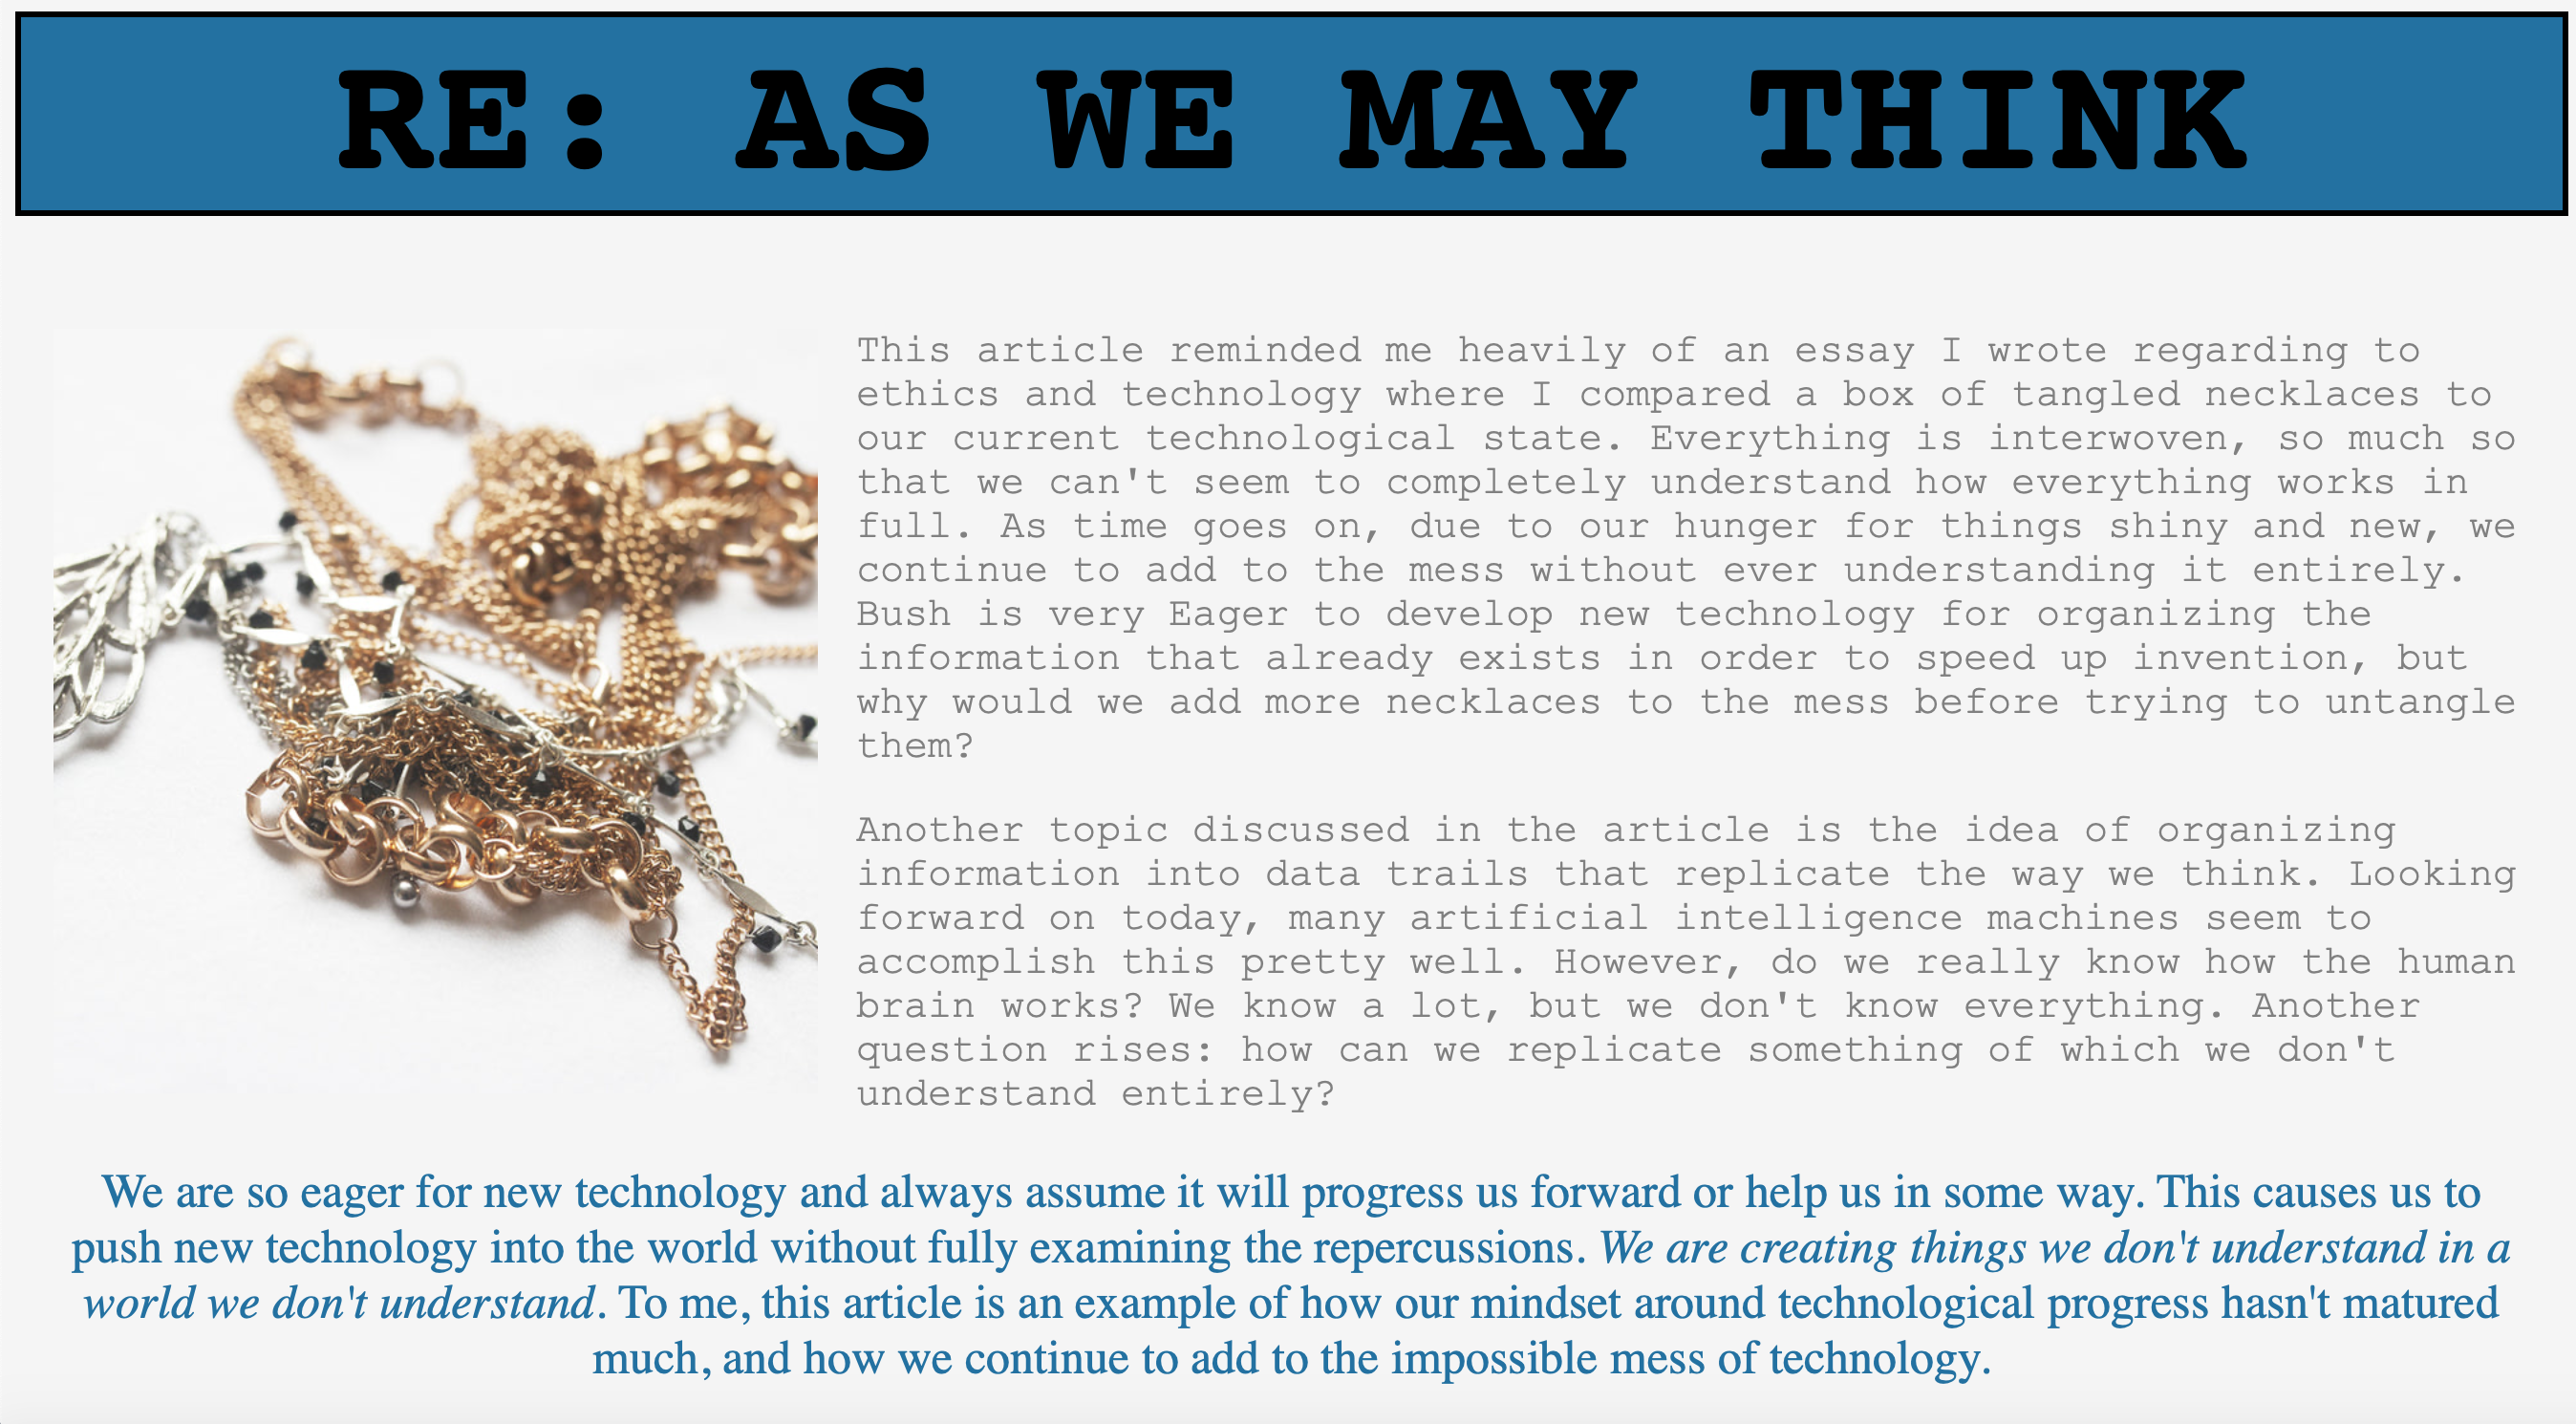 RE: AS WE MAY THINK
This article reminded me heavily of an essay I wrote regarding to
ethics and technology where I compared a box of tangled necklaces to
our current technological state. Everything is interwoven, so much so
that we can't seem to completely understand how everything works in
full. As time goes on, due to our hunger for things shiny and new, we
continue to add to the mess without ever understanding it entirely.
Bush is very Eager to develop new technology for organizing the
information that already exists in order to speed up invention, but
why would we add more necklaces to the mess before trying to untangle
them?
Another topic discussed in the article is the idea of organizing
information into data trails that replicate the way we think. Looking
forward on today, many artificial intelligence machines seem to
accomplish this pretty well. However, do we really know how the human
brain works? We know a lot, but we don't know everything. Another
question rises: how can we replicate something of which we don't
understand entirely?
We are so eager for new technology and always assume it will progress us forward or help us in some way. This causes us to
push new technology into the world without fully examining the repercussions. We are creating things we don't understand in a
world we don't understand. To me, this article is an example of how our mindset around technological progress hasn't matured
much, and how we continue to add to the impossible mess of technology.